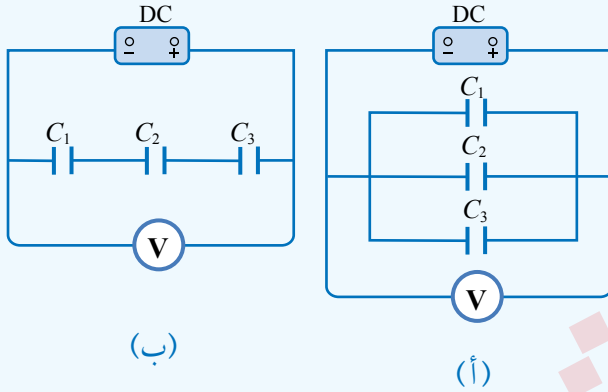 DC
− +
C₁ C₂ C₃
V
(ب)
DC
− +
C₁
C₂
C₃
V
(أ)